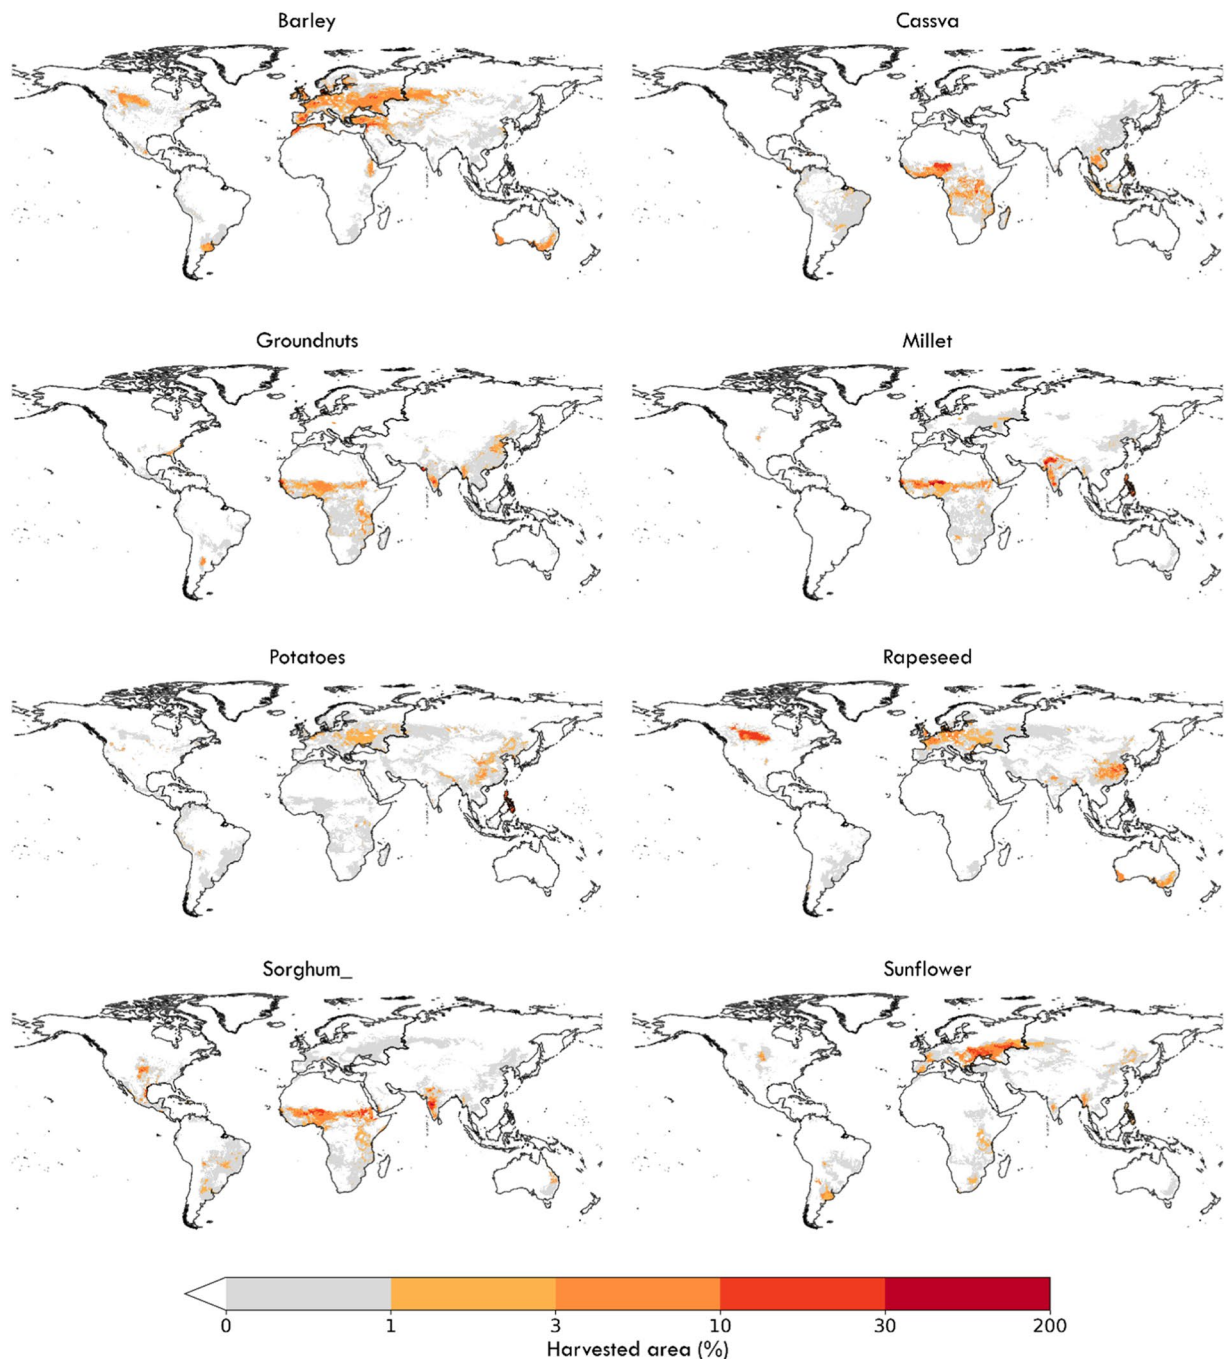 Barley
Cassva
Groundnuts
Millet
Potatoes
Rapeseed
Sorghum_
Sunflower
0 1 3 10 30 200
Harvested area (%)